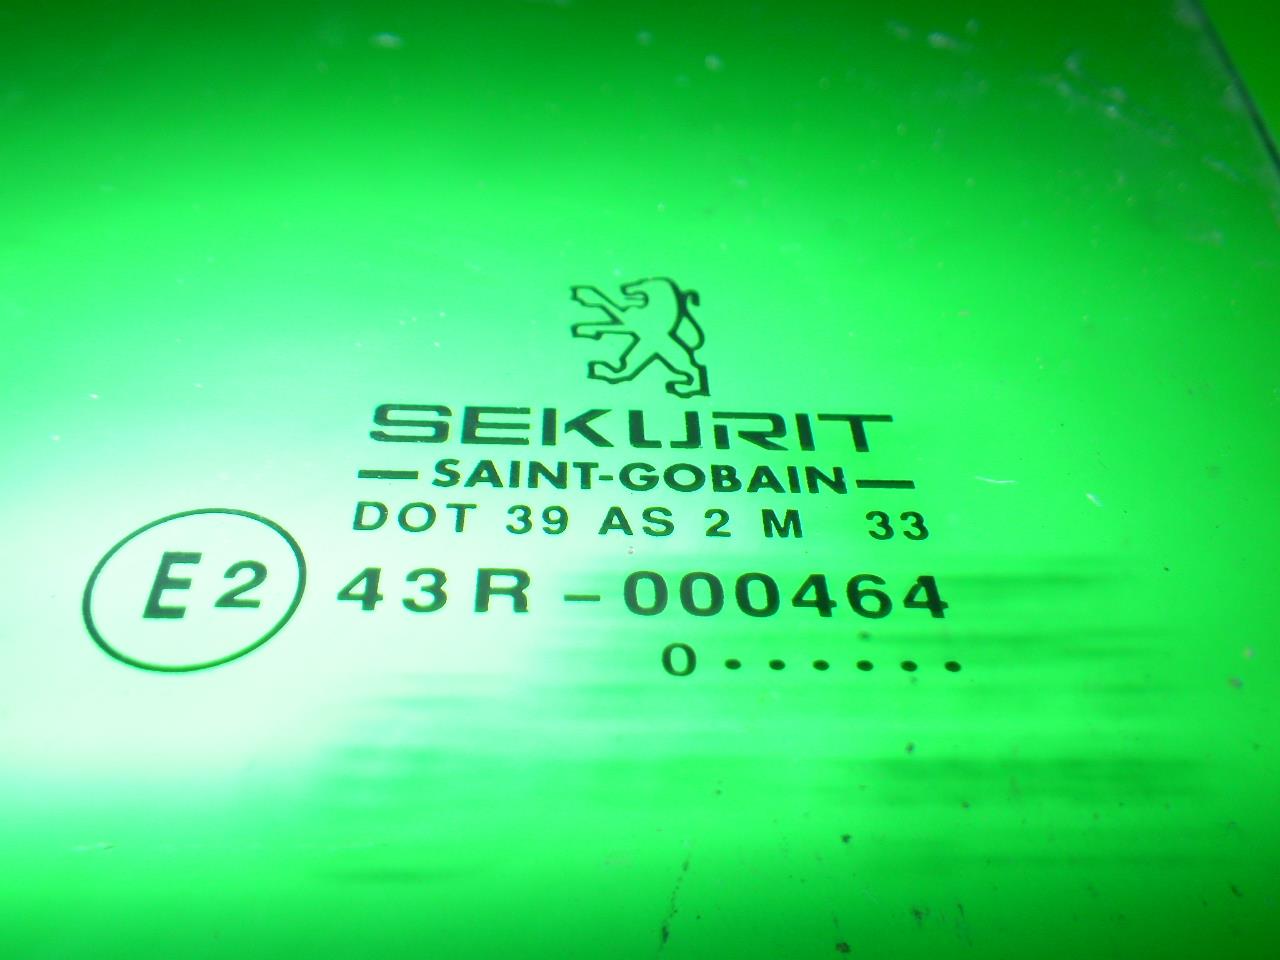 SEKURIT
SAINT-GOBAIN
DOT 39 AS 2 M 33
E2 43R-000464
0 . . . . . .